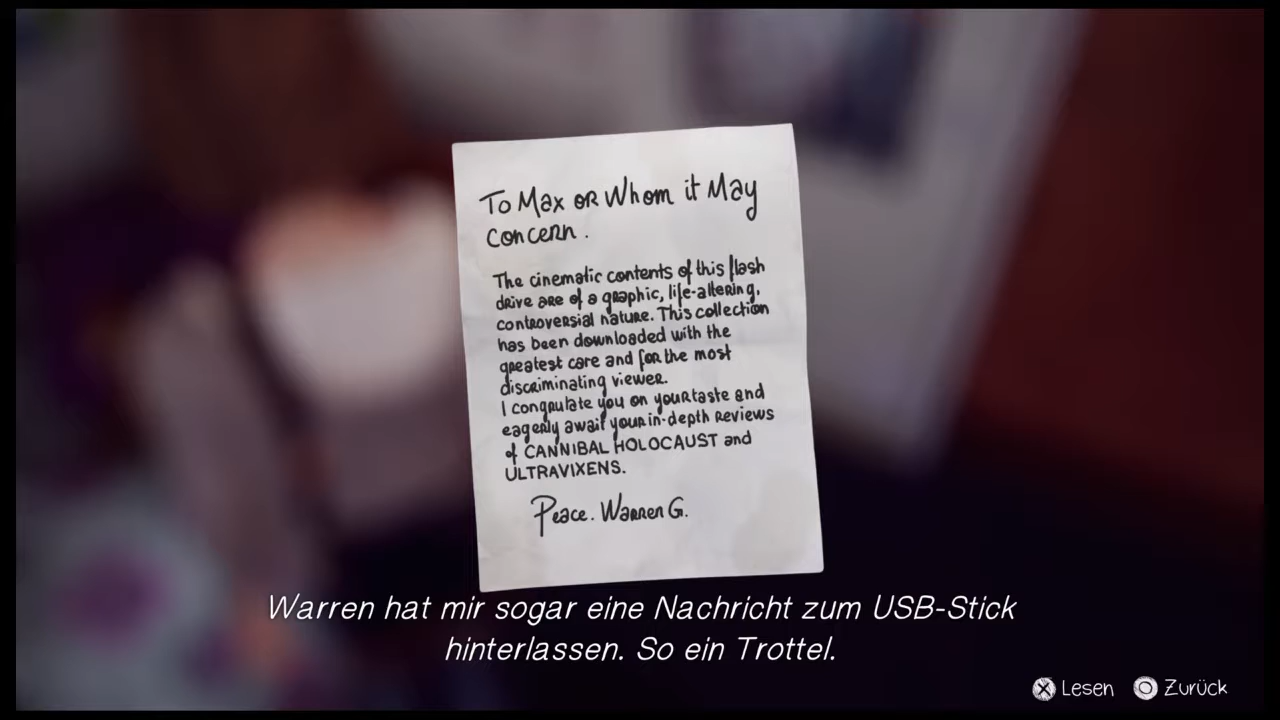 To Max or Whom it May
Concern.
The cinematic contents of this flash
drive are of a graphic, life-altering,
controversial nature. This collection
has been downloaded with the
greatest care and for the most
discriminating viewer.
I congrulate you on your taste and
eagerly await your in-depth reviews
of CANNIBAL HOLOCAUST and
ULTRAVIXENS.
Peace. Warren G.
Warren hat mir sogar eine Nachricht zum USB-Stick
hinterlassen. So ein Trottel.
Lesen Zurück